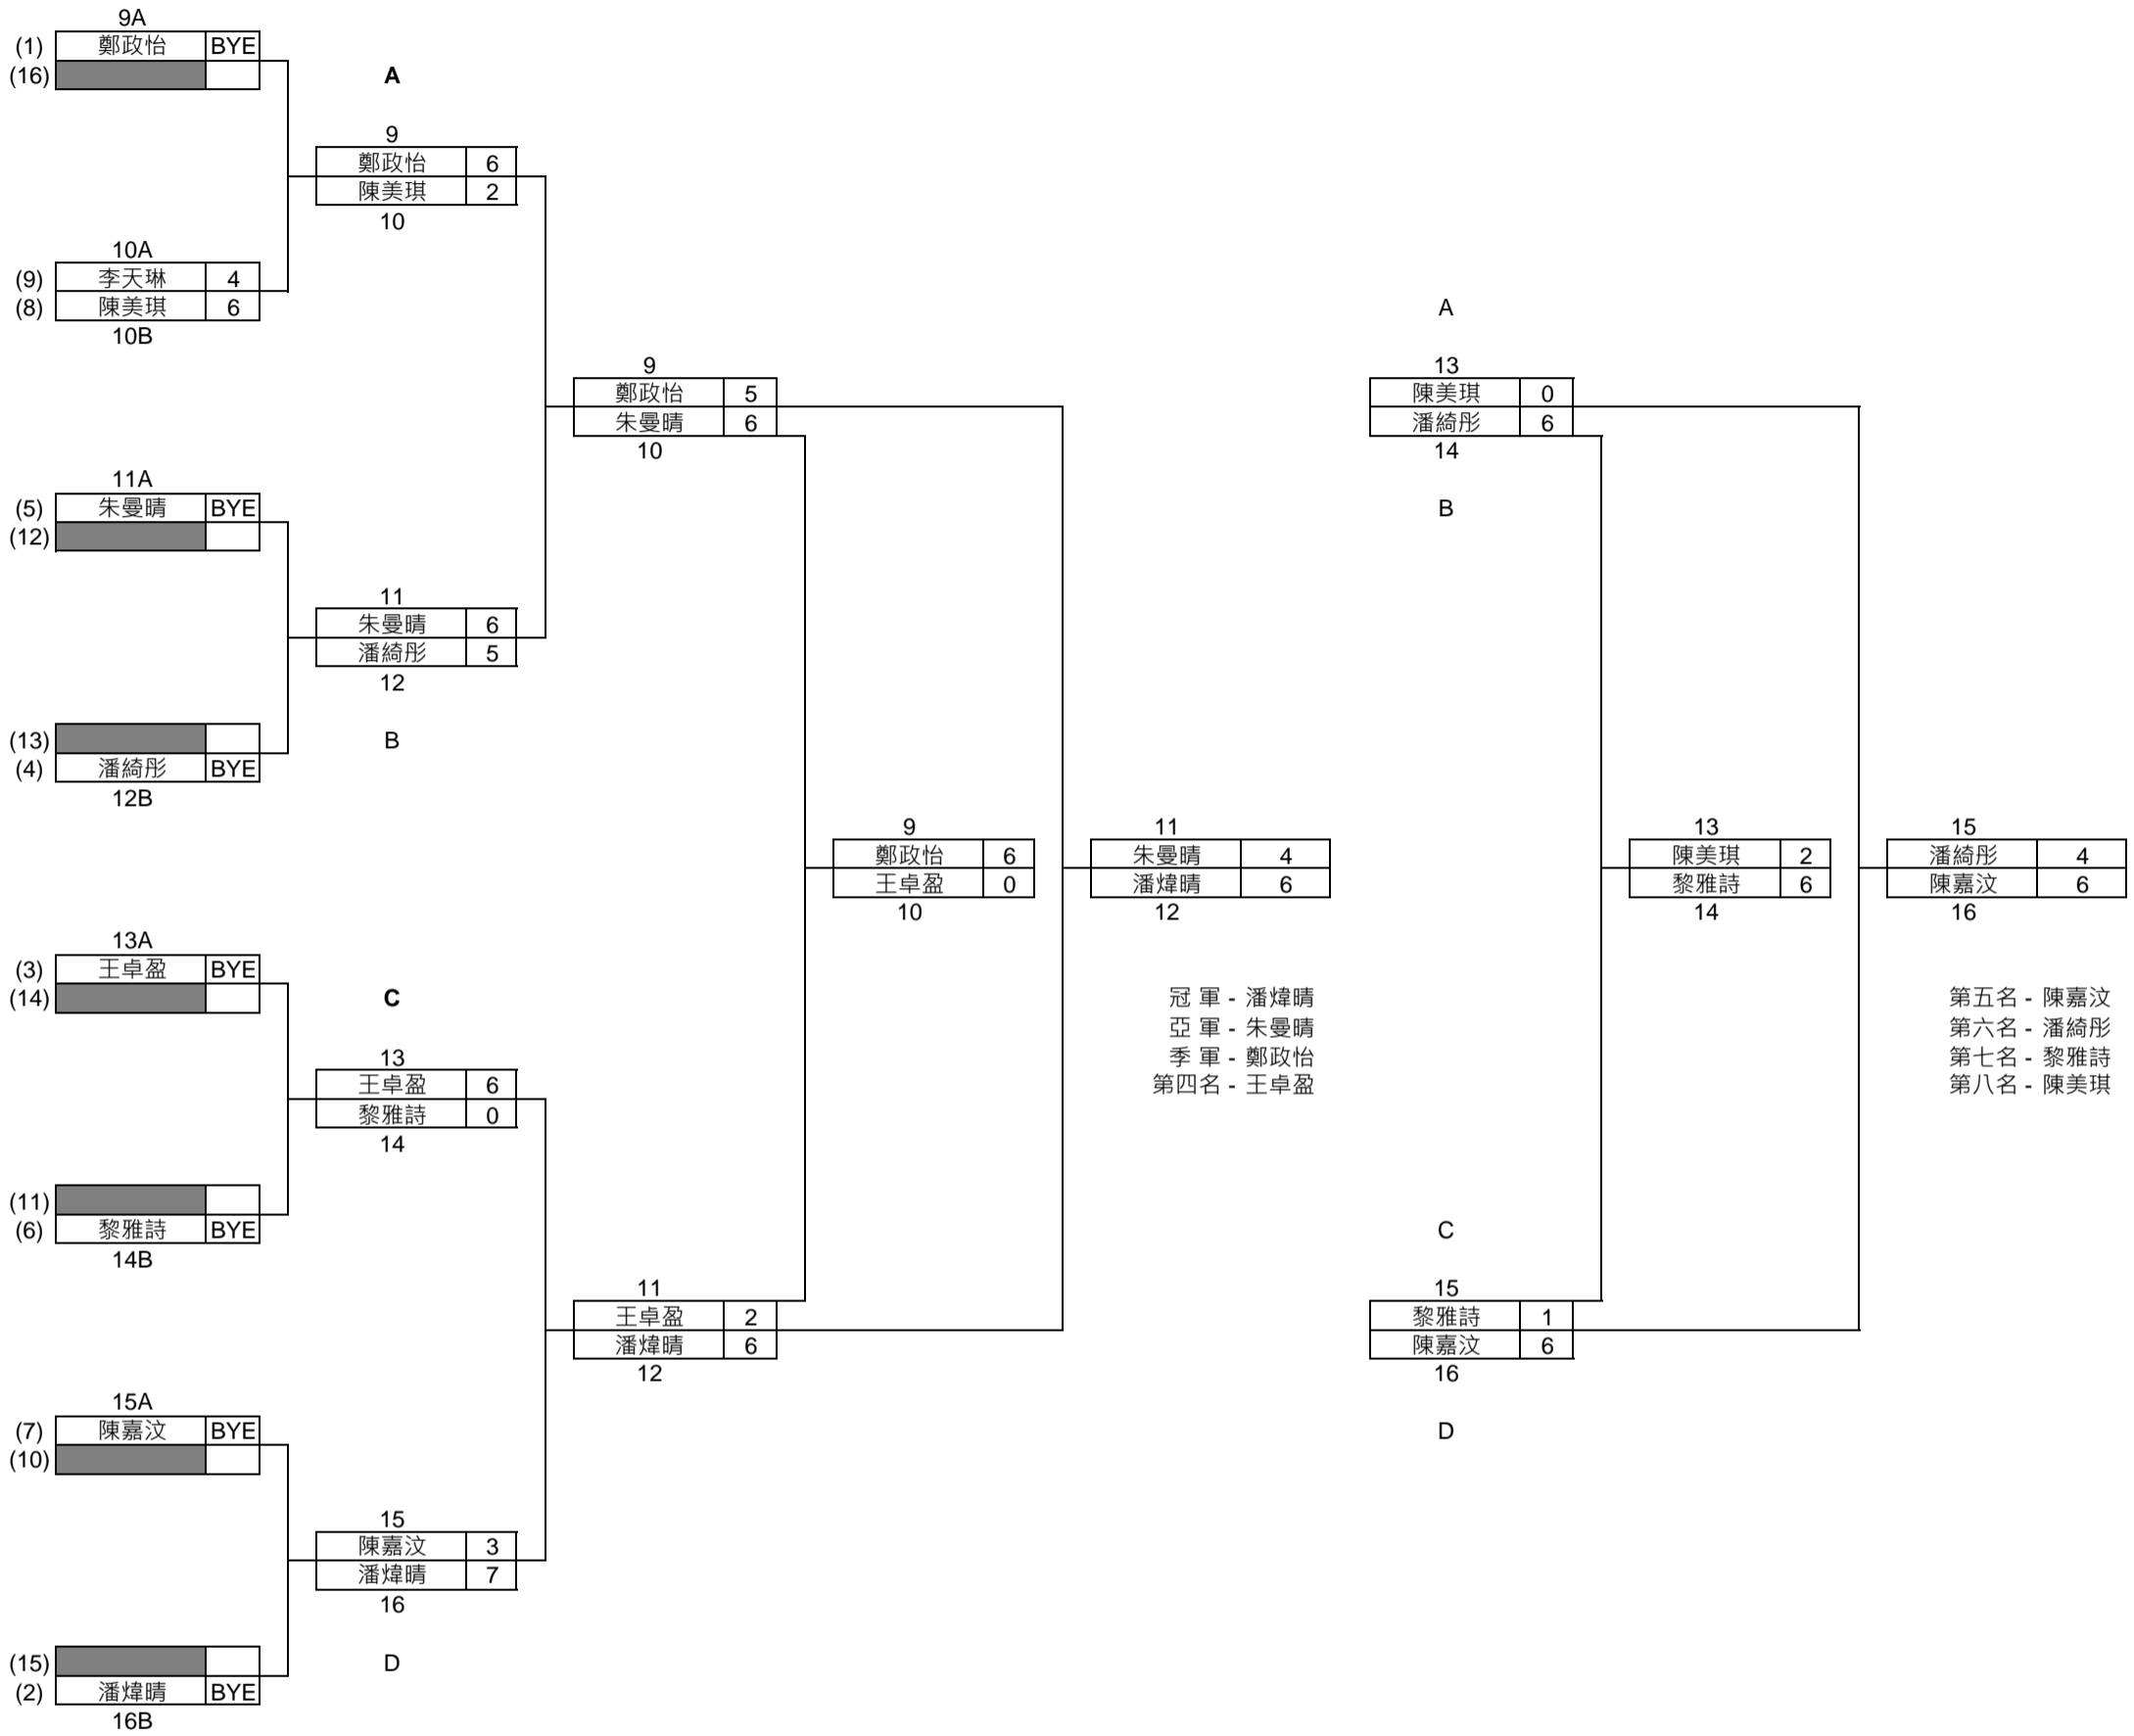 9A
(1) 鄭政怡 BYE
(16)
A
9
鄭政怡 6
陳美琪 2
10
10A
(9) 李天琳 4
(8) 陳美琪 6
10B
9
鄭政怡 5
朱曼晴 6
10
11A
(5) 朱曼晴 BYE
(12)
11
朱曼晴 6
潘綺彤 5
12
B
(13)
(4) 潘綺彤 BYE
12B
9
鄭政怡 6
王卓盈 0
10
11
朱曼晴 4
潘煒晴 6
12
13A
(3) 王卓盈 BYE
(14)
C
13
王卓盈 6
黎雅詩 0
14
(11)
(6) 黎雅詩 BYE
14B
11
王卓盈 2
潘煒晴 6
12
15A
(7) 陳嘉汶 BYE
(10)
15
陳嘉汶 3
潘煒晴 7
16
D
(15)
(2) 潘煒晴 BYE
16B
冠 軍 - 潘煒晴
亞 軍 - 朱曼晴
季 軍 - 鄭政怡
第四名 - 王卓盈
A
13
陳美琪 0
潘綺彤 6
14
B
13
陳美琪 2
黎雅詩 6
14
15
潘綺彤 4
陳嘉汶 6
16
C
15
黎雅詩 1
陳嘉汶 6
16
D
第五名 - 陳嘉汶
第六名 - 潘綺彤
第七名 - 黎雅詩
第八名 - 陳美琪